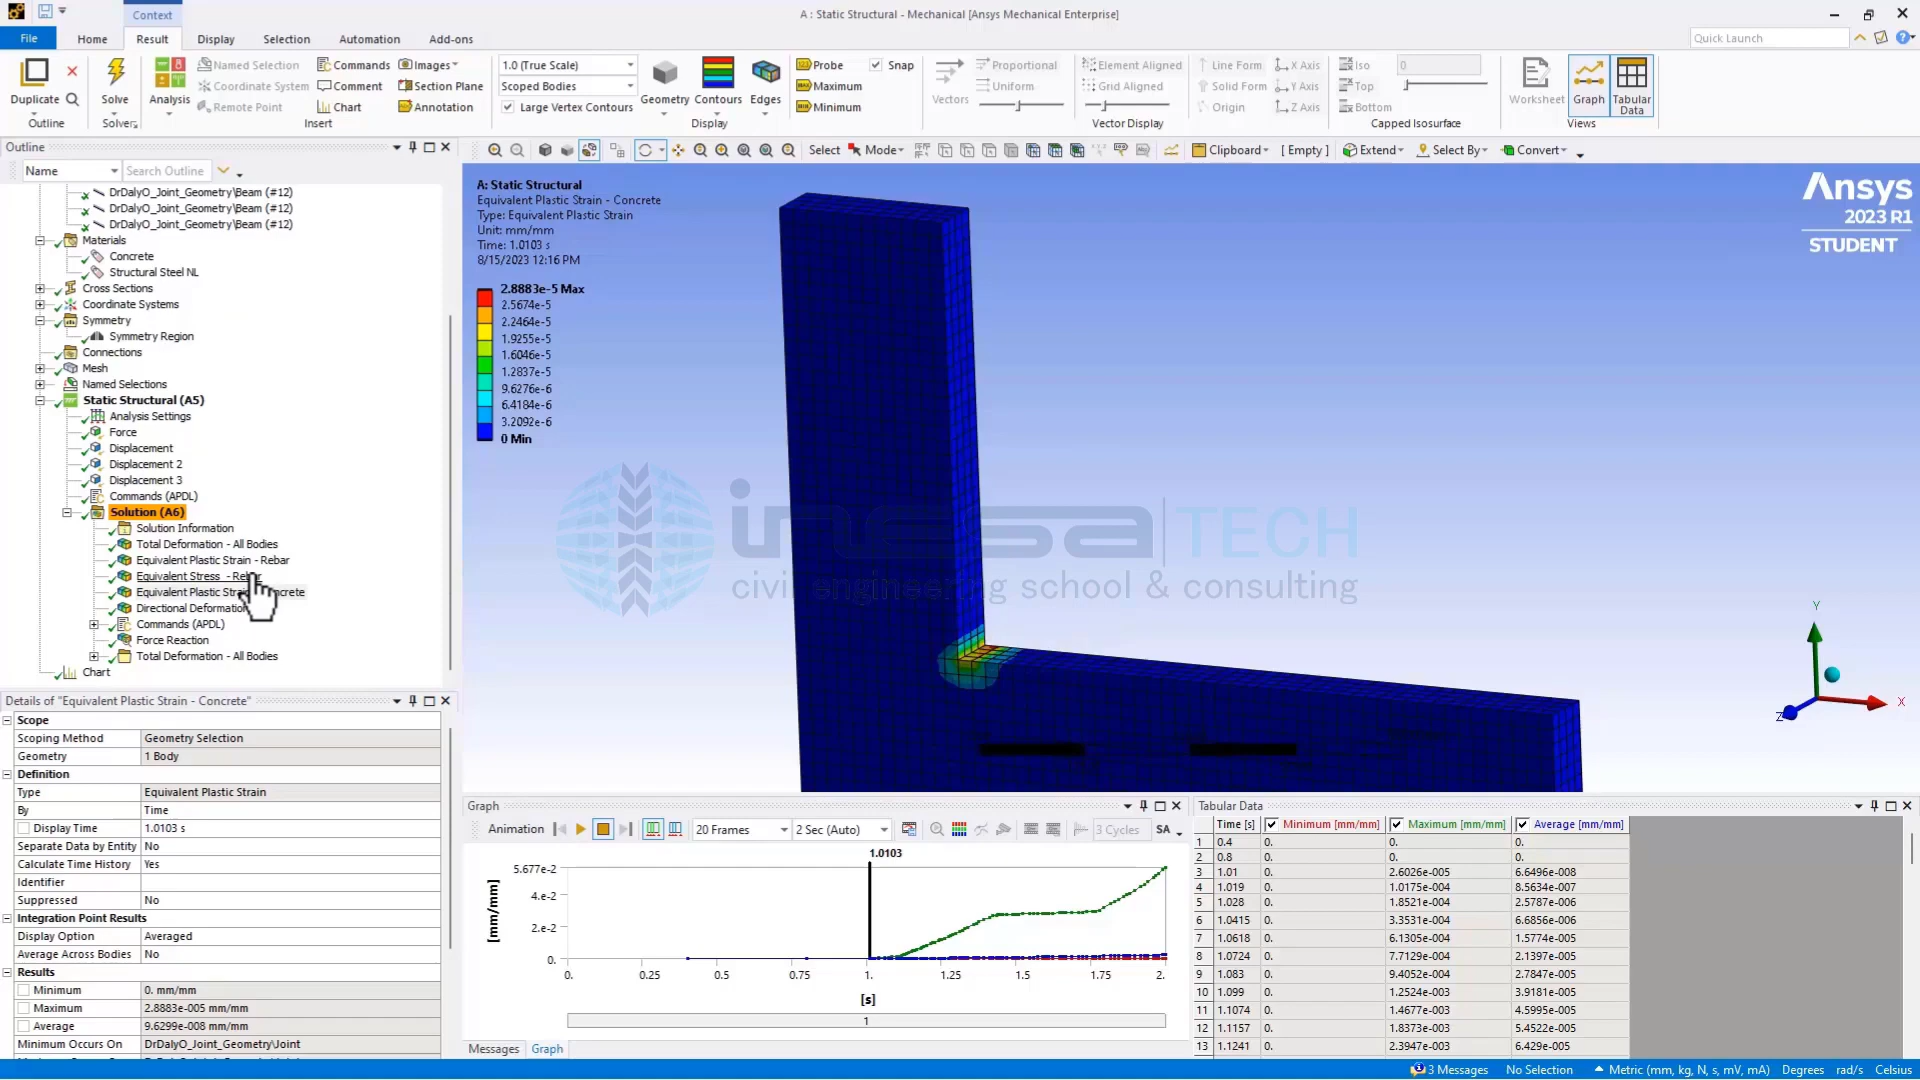 Context
A : Static Structural - Mechanical [Ansys Mechanical Enterprise]
File Home Result Display Selection Automation Add-ons
Quick Launch
Duplicate
Outline
Solve
Solver
Analysis
Named Selection
Coordinate System
Remote Point
Commands
Comment
Chart
Images
Section Plane
Annotation
Insert
1.0 (True Scale)
Scoped Bodies
Large Vertex Contours
Geometry
Contours
Edges
Display
Probe
Snap
Maximum
Minimum
Vectors
Proportional
Uniform
Element Aligned
Grid Aligned
Line Form
Solid Form
Origin
X Axis
Y Axis
Z Axis
Vector Display
Iso
0
Top
Bottom
Capped Isosurface
Worksheet
Graph
Tabular
Data
Views
Outline
Name
Search Outline
Select
Mode
Clipboard
[ Empty ]
Extend
Select By
Convert
DrDalyO_Joint_Geometry\Beam (#12)
DrDalyO_Joint_Geometry\Beam (#12)
DrDalyO_Joint_Geometry\Beam (#12)
Materials
Concrete
Structural Steel NL
Cross Sections
Coordinate Systems
Symmetry
Symmetry Region
Connections
Mesh
Named Selections
Static Structural (A5)
Analysis Settings
Force
Displacement
Displacement 2
Displacement 3
Commands (APDL)
Solution (A6)
Solution Information
Total Deformation - All Bodies
Equivalent Plastic Strain - Rebar
Equivalent Stress - Rebar
Directional Deformation
Commands (APDL)
Force Reaction
Total Deformation - All Bodies
Chart
A: Static Structural
Equivalent Plastic Strain - Concrete
Type: Equivalent Plastic Strain
Unit: mm/mm
Time: 1.0103 s
8/15/2023 12:16 PM
2.8883e-5 Max
2.5674e-5
2.2464e-5
1.9255e-5
1.6046e-5
1.2837e-5
9.6276e-6
6.4184e-6
3.2092e-6
0 Min
Ansys
2023 R1
STUDENT
inesa TECH
civil engineering school & consulting
Y
X
Z
Details of "Equivalent Plastic Strain - Concrete"
Scope
Scoping Method Geometry Selection
Geometry 1 Body
Definition
Type Equivalent Plastic Strain
By Time
Display Time 1.0103 s
Separate Data by Entity No
Calculate Time History Yes
Identifier
Suppressed No
Integration Point Results
Display Option Averaged
Average Across Bodies No
Results
Minimum 0. mm/mm
Maximum 2.8883e-005 mm/mm
Average 9.6299e-008 mm/mm
Minimum Occurs On DrDalyO_Joint_Geometry\Joint
Graph
Animation
20 Frames
2 Sec (Auto)
3 Cycles
SA
1.0103
5.677e-2
4.e-2
2.e-2
0.
[mm/mm]
0. 0.25 0.5 0.75 1. 1.25 1.5 1.75 2.
[s]
1
Messages Graph
Tabular Data
Time [s] Minimum [mm/mm] Maximum [mm/mm] Average [mm/mm]
1 0.4 0. 0. 0.
2 0.8 0. 0. 0.
3 1.01 0. 2.6026e-005 6.6496e-008
4 1.019 0. 1.0175e-004 8.5634e-007
5 1.028 0. 1.8521e-004 2.5787e-006
6 1.0415 0. 3.3531e-004 6.6856e-006
7 1.0618 0. 6.1305e-004 1.5774e-005
8 1.0724 0. 7.7129e-004 2.1397e-005
9 1.083 0. 9.4052e-004 2.7847e-005
10 1.099 0. 1.2524e-003 3.9181e-005
11 1.1074 0. 1.4677e-003 4.5995e-005
12 1.1157 0. 1.8373e-003 5.4522e-005
13 1.1241 0. 2.3947e-003 6.429e-005
3 Messages
No Selection
Metric (mm, kg, N, s, mV, mA) Degrees rad/s Celsius